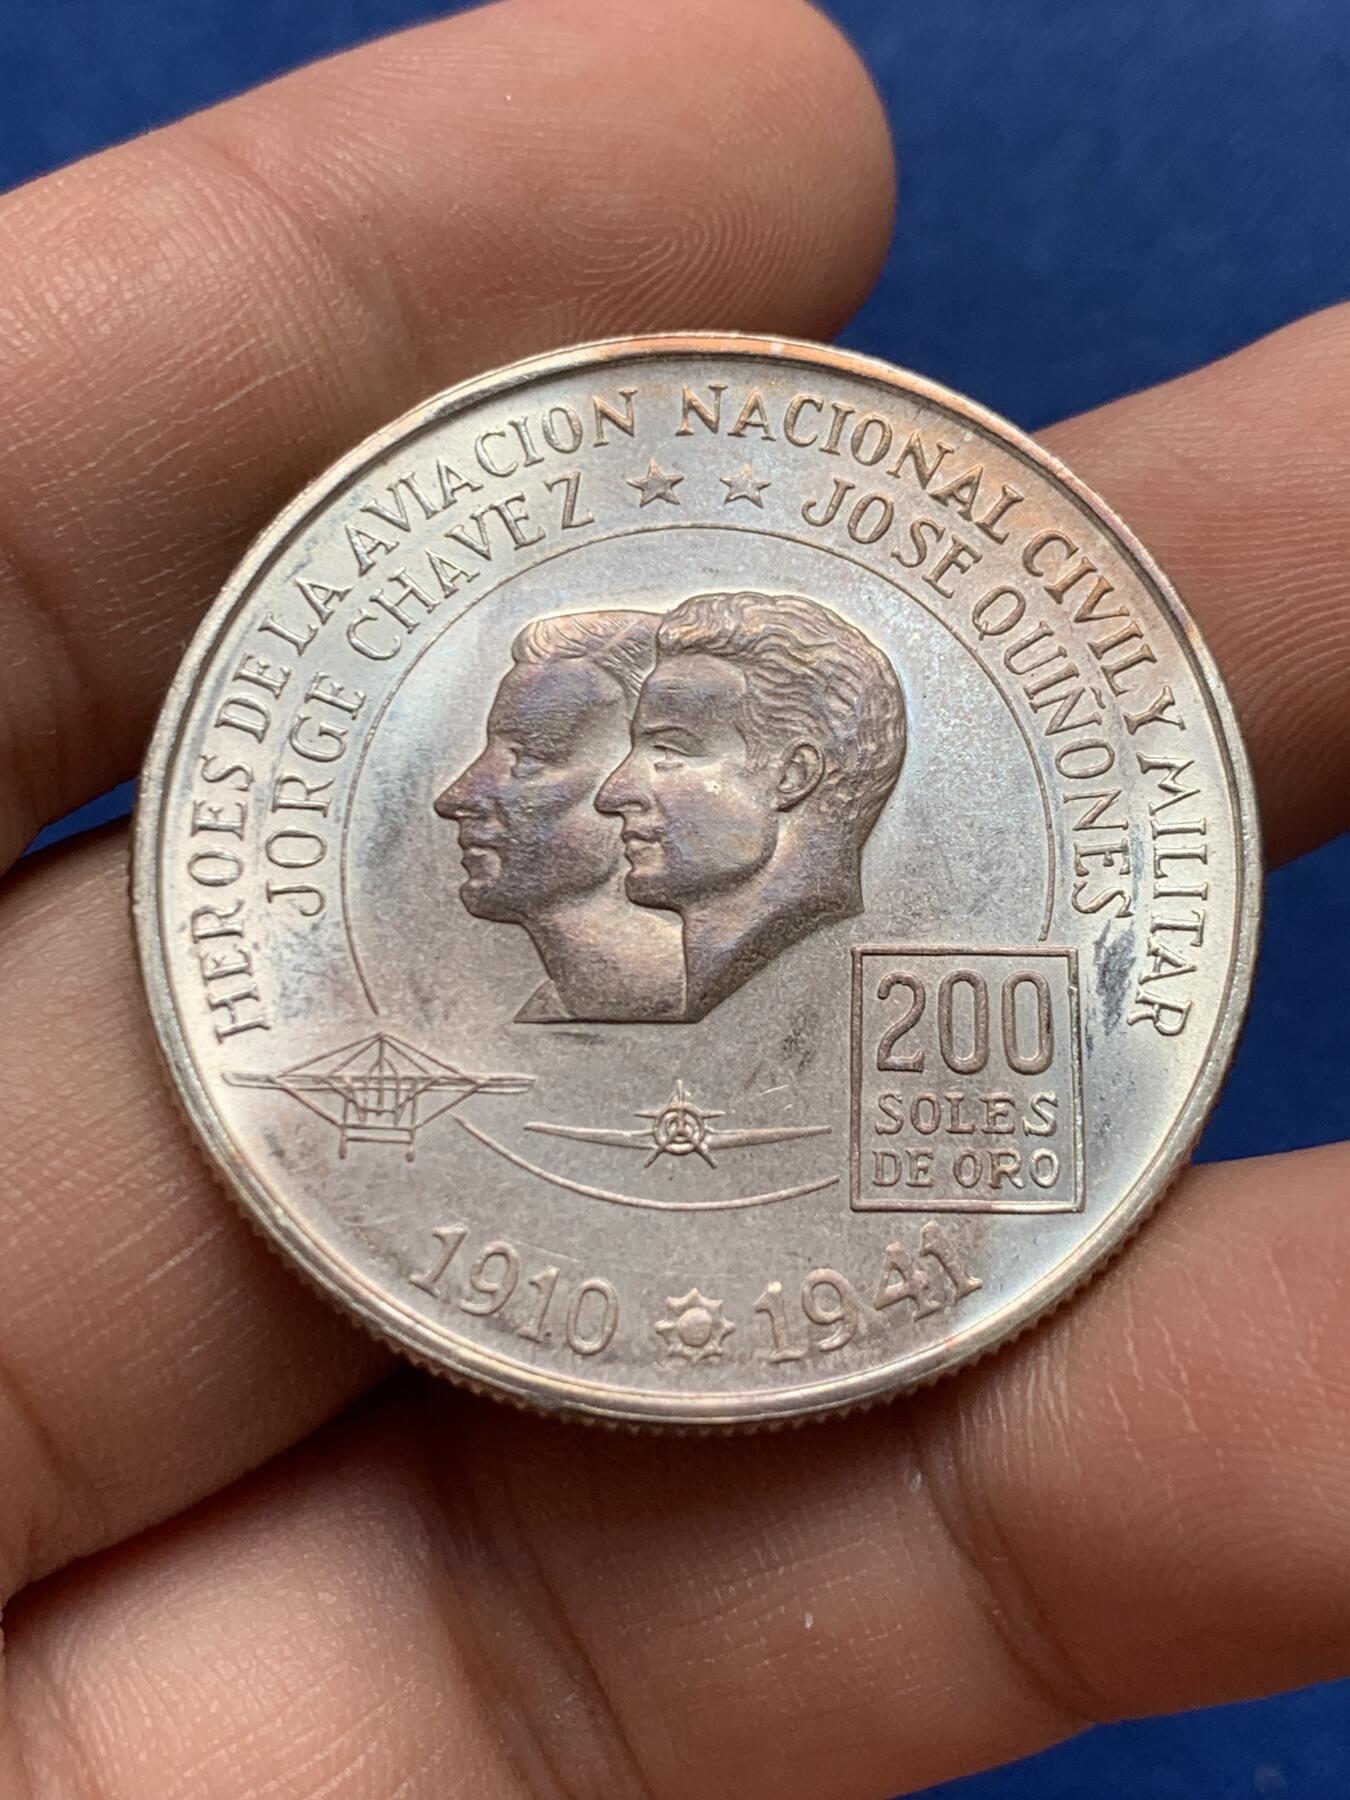 HEROES DE LA AVIACION NACIONAL CIVIL Y MILITAR
JORGE CHAVEZ ★ ★ JOSE QUIÑONES
200
SOLES
DE ORO
1910 1941